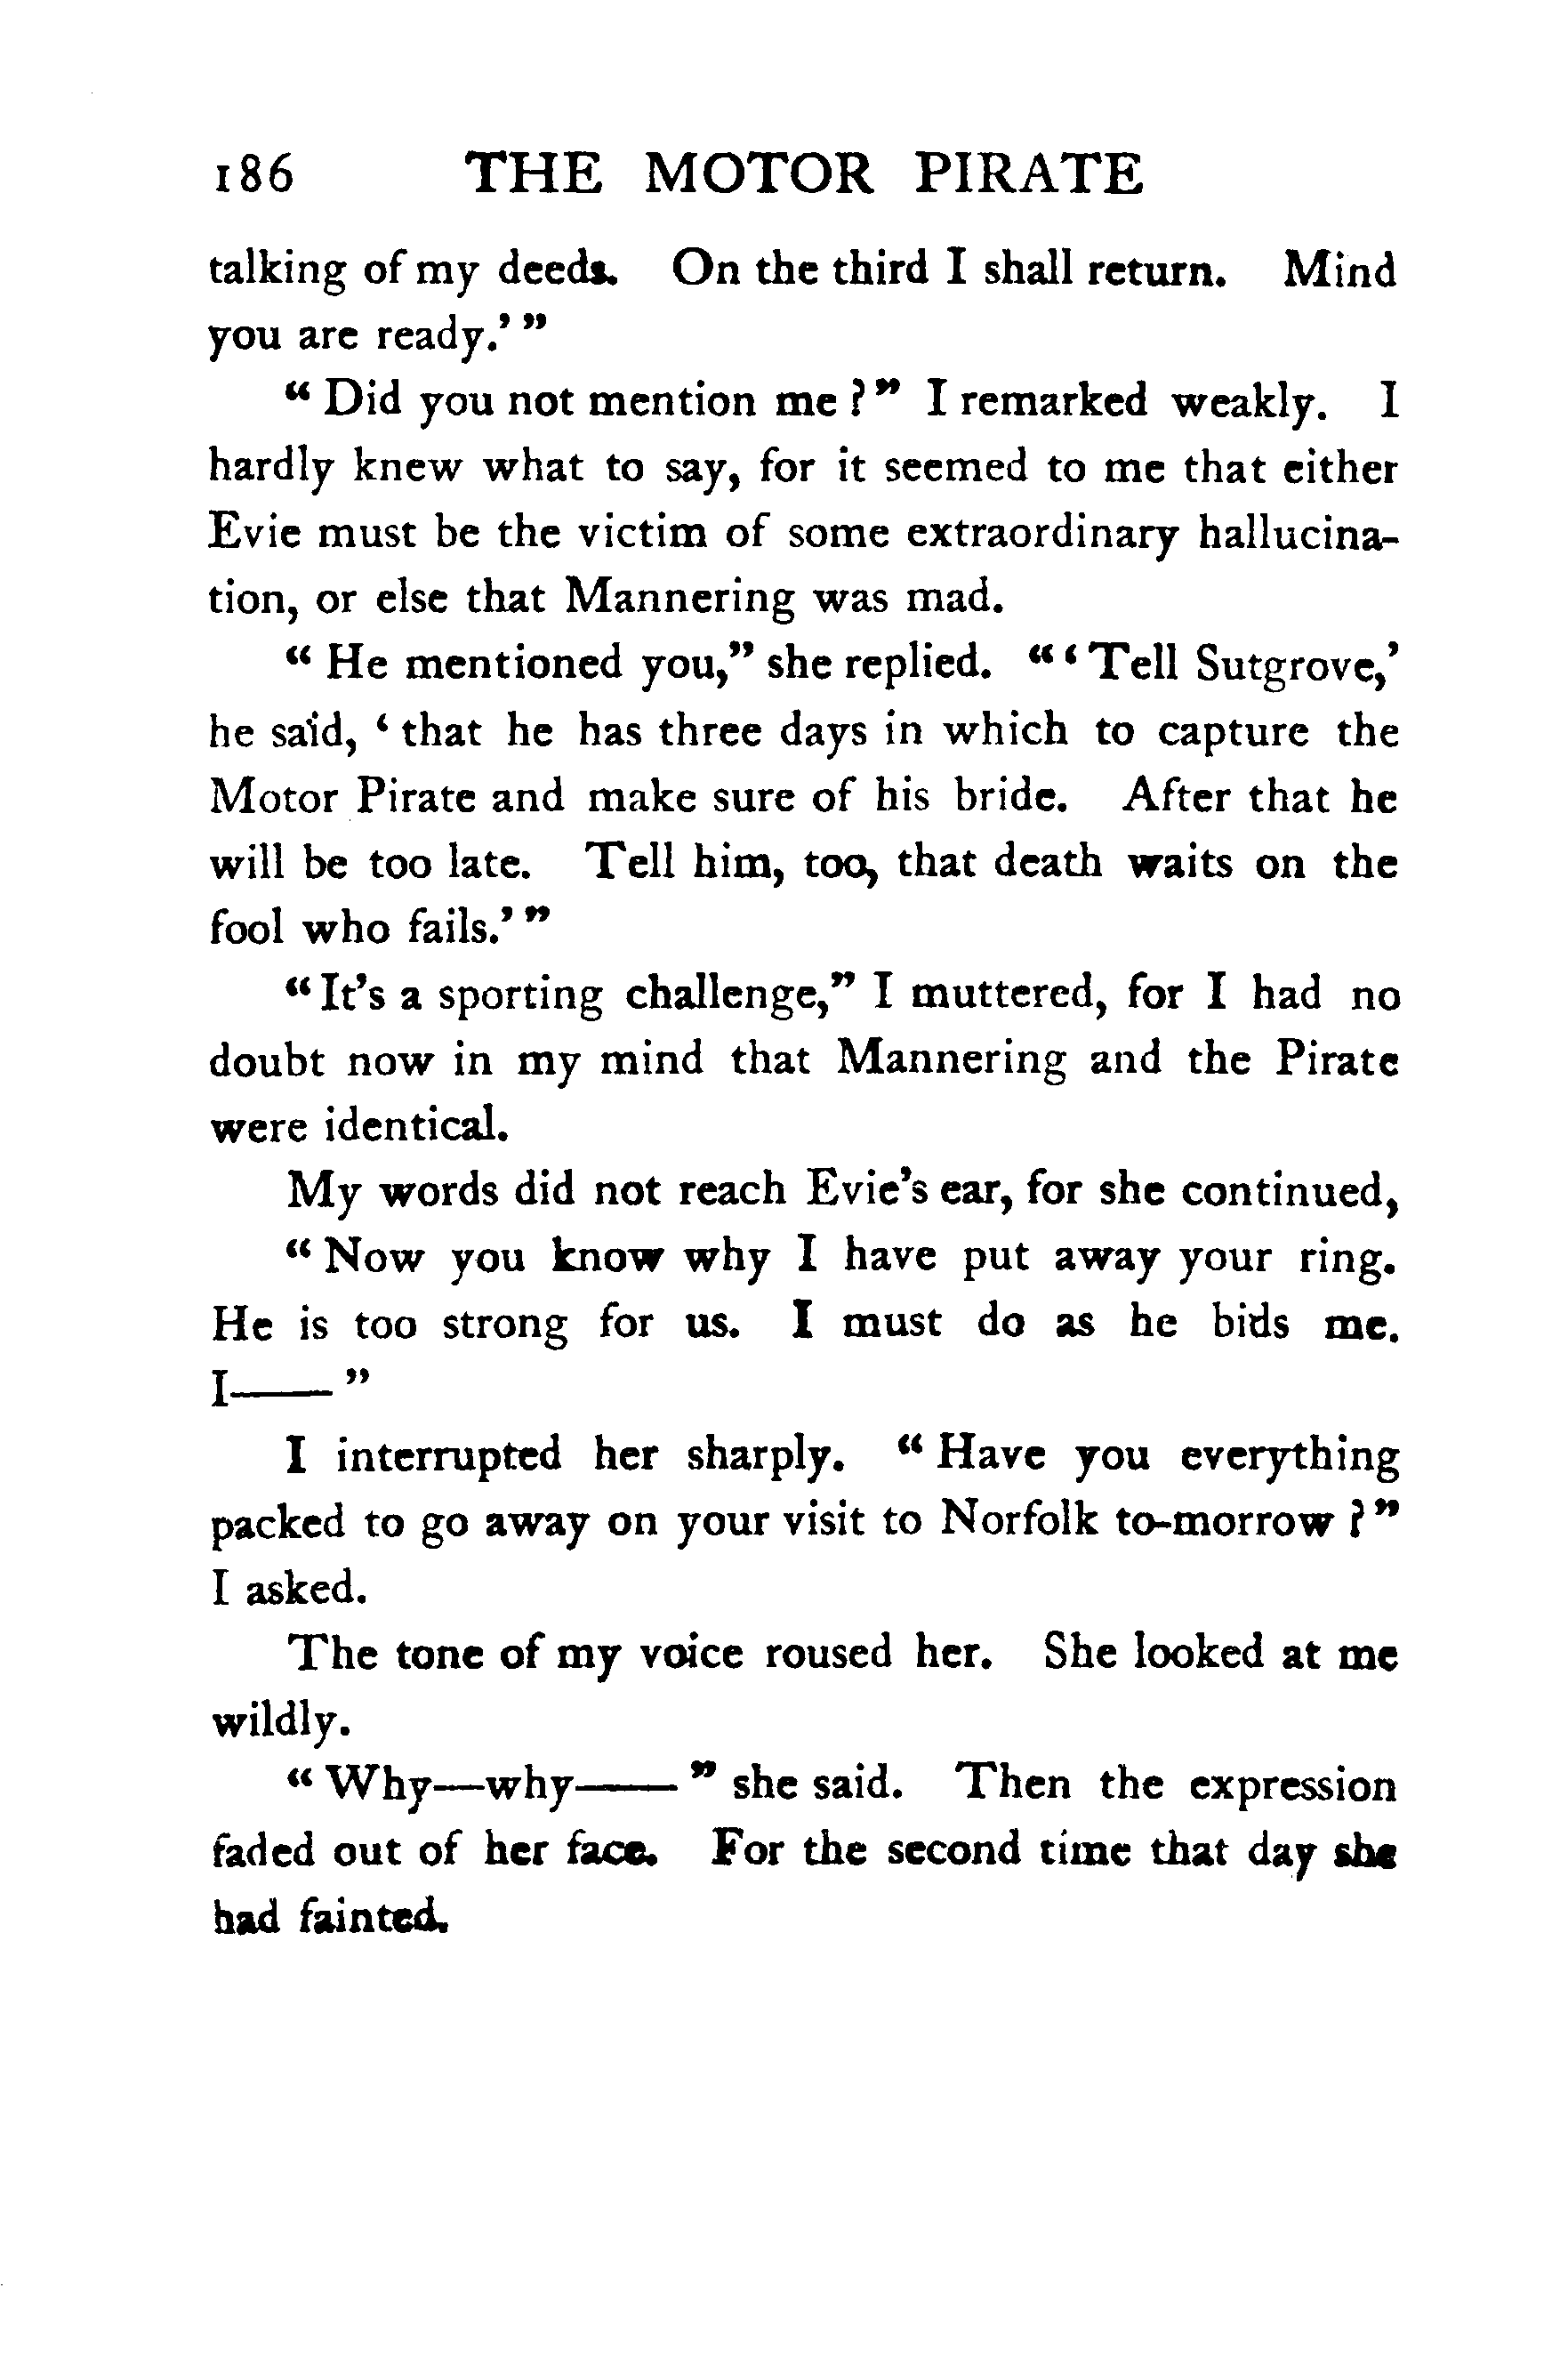 186 THE MOTOR PIRATE
talking of my deeds. On the third I shall return. Mind
you are ready.' "
" Did you not mention me ? " I remarked weakly. I
hardly knew what to say, for it seemed to me that either
Evie must be the victim of some extraordinary hallucina-
tion, or else that Mannering was mad.
" He mentioned you," she replied. " ' Tell Sutgrove,'
he said, ' that he has three days in which to capture the
Motor Pirate and make sure of his bride. After that he
will be too late. Tell him, too, that death waits on the
fool who fails.' "
" It's a sporting challenge," I muttered, for I had no
doubt now in my mind that Mannering and the Pirate
were identical.
My words did not reach Evie's ear, for she continued,
" Now you know why I have put away your ring.
He is too strong for us. I must do as he bids me.
I—— "
I interrupted her sharply. " Have you everything
packed to go away on your visit to Norfolk to-morrow ? "
I asked.
The tone of my voice roused her. She looked at me
wildly.
" Why—why—— " she said. Then the expression
faded out of her face. For the second time that day she
had fainted.